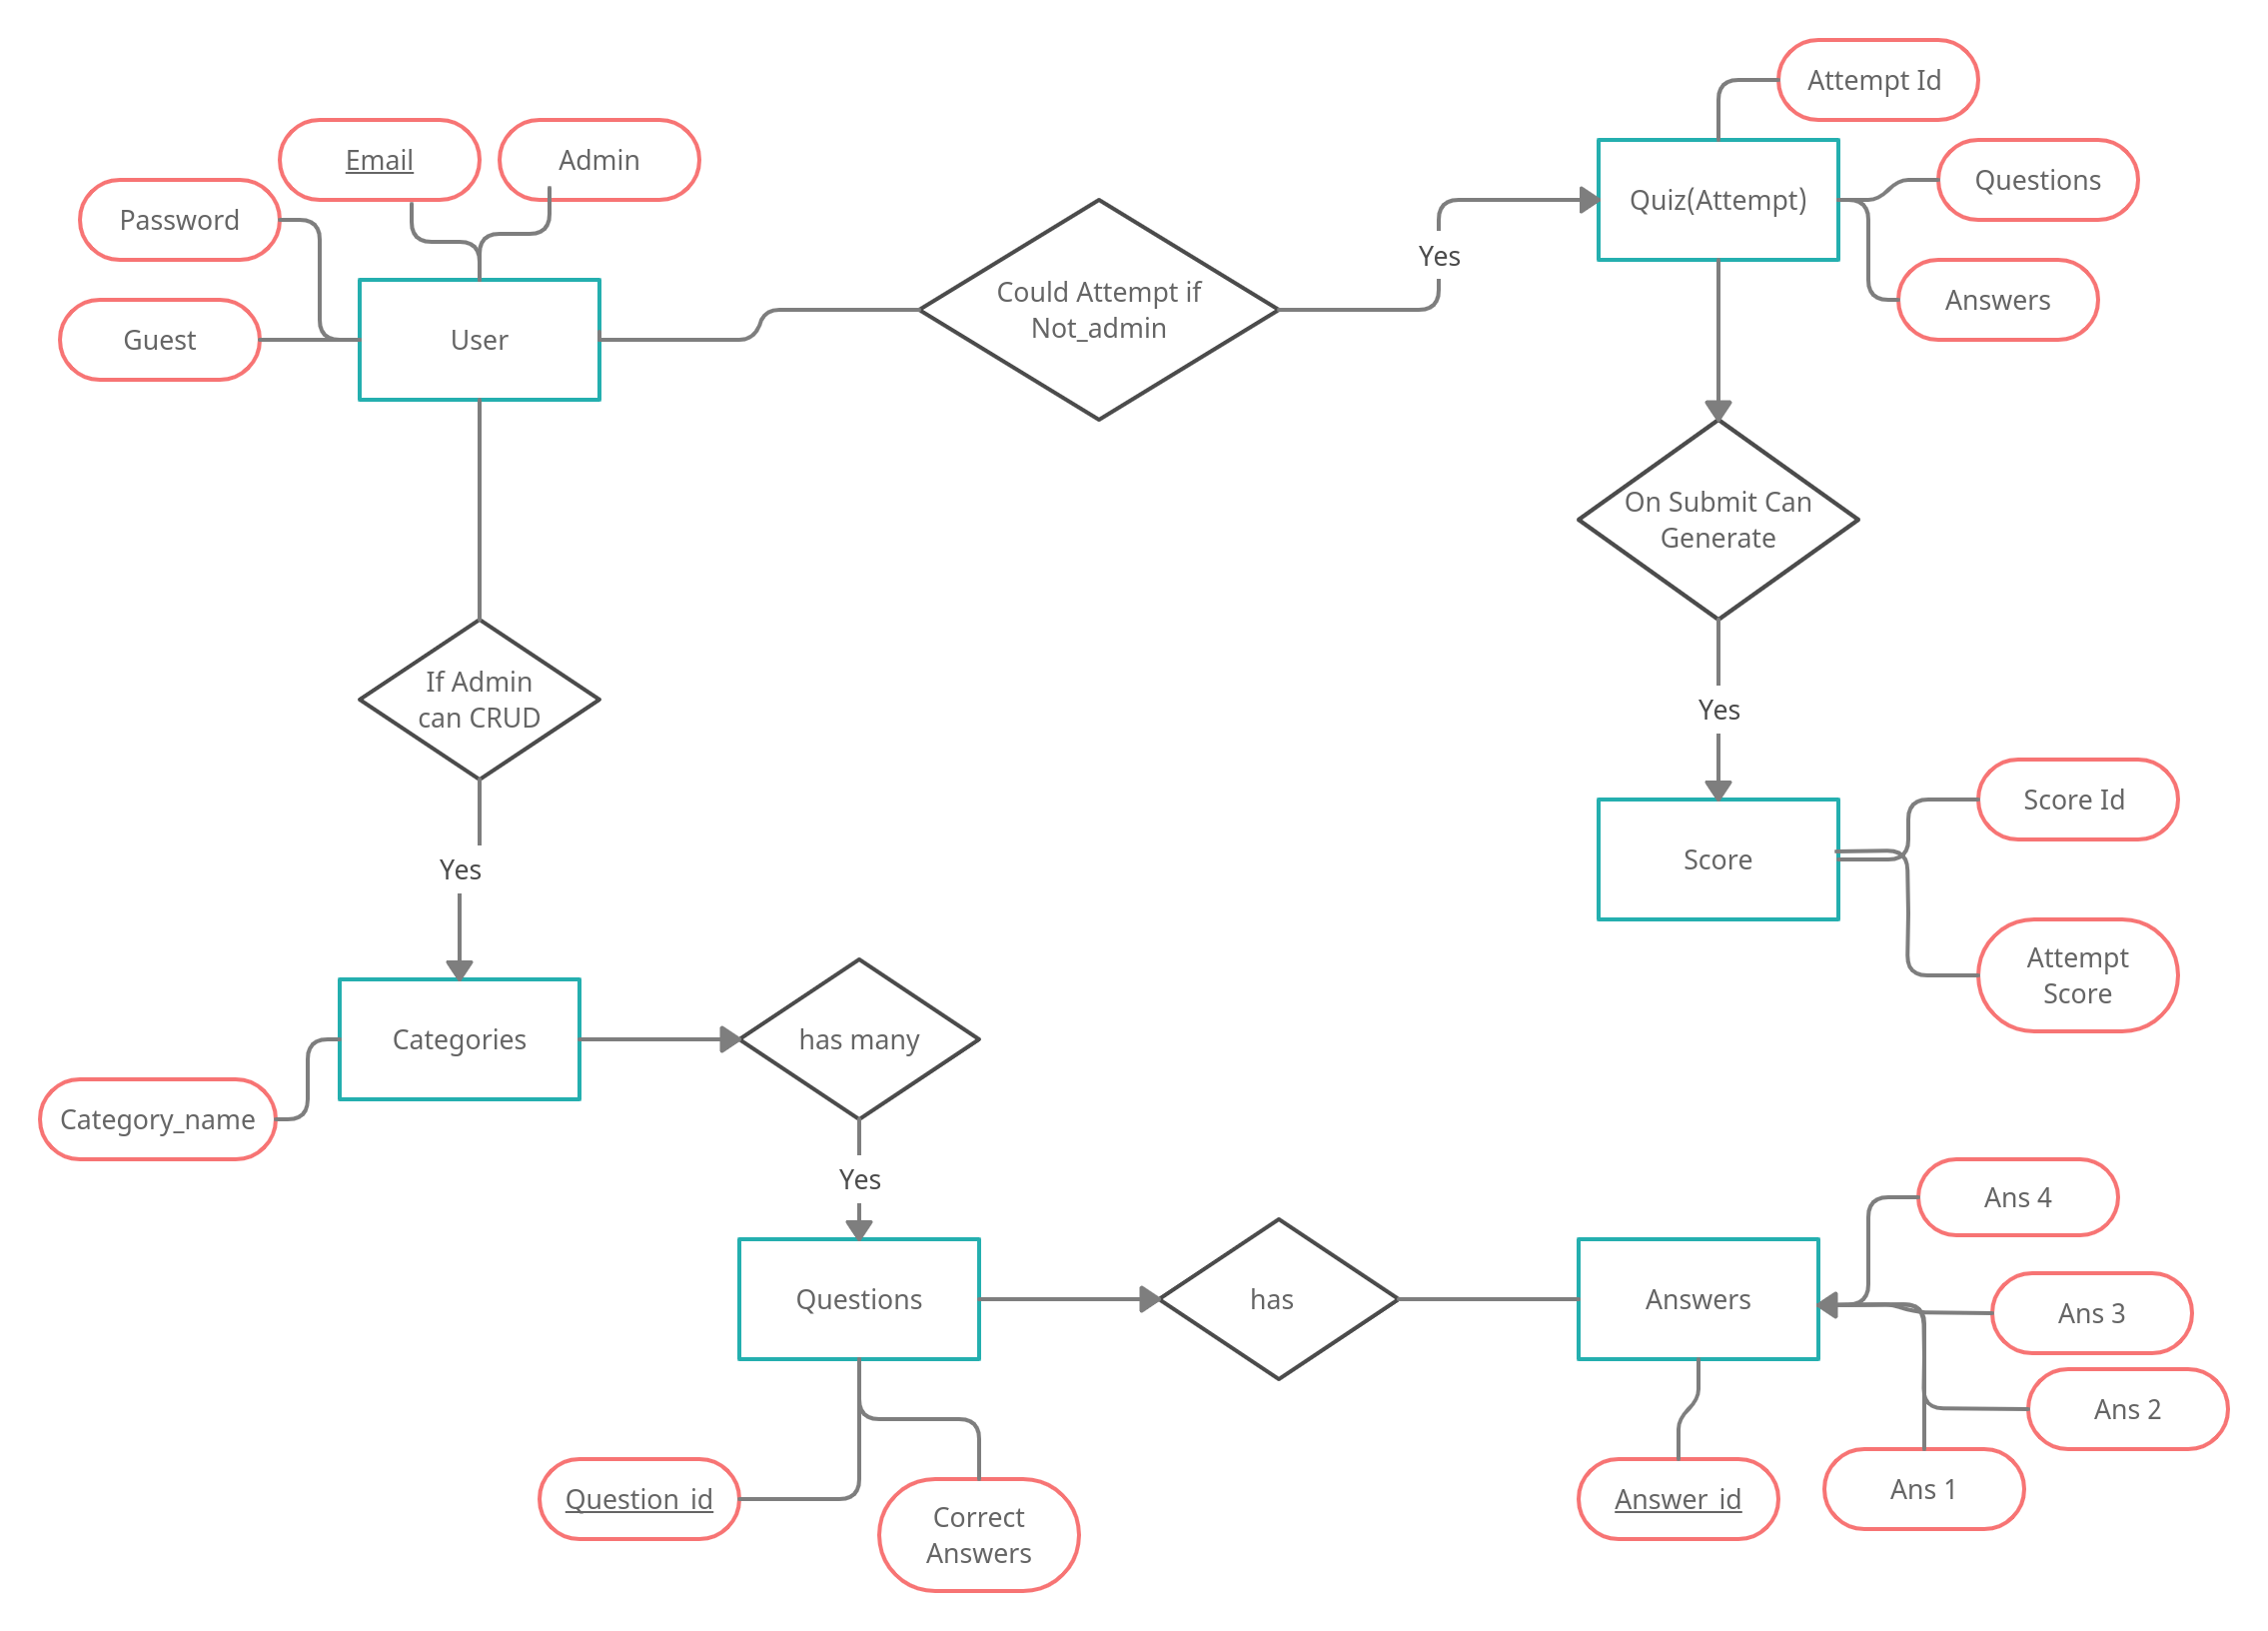 Attempt Id
Email
Admin
Questions
Quiz(Attempt)
Password
Yes
Could Attempt if
Not_admin
Answers
Guest
User
On Submit Can
Generate
If Admin
can CRUD
Yes
Score Id
Score
Yes
Attempt
Score
Categories
has many
Category_name
Yes
Ans 4
Questions
has
Answers
Ans 3
Ans 2
Question_id
Correct
Answers
Answer_id
Ans 1